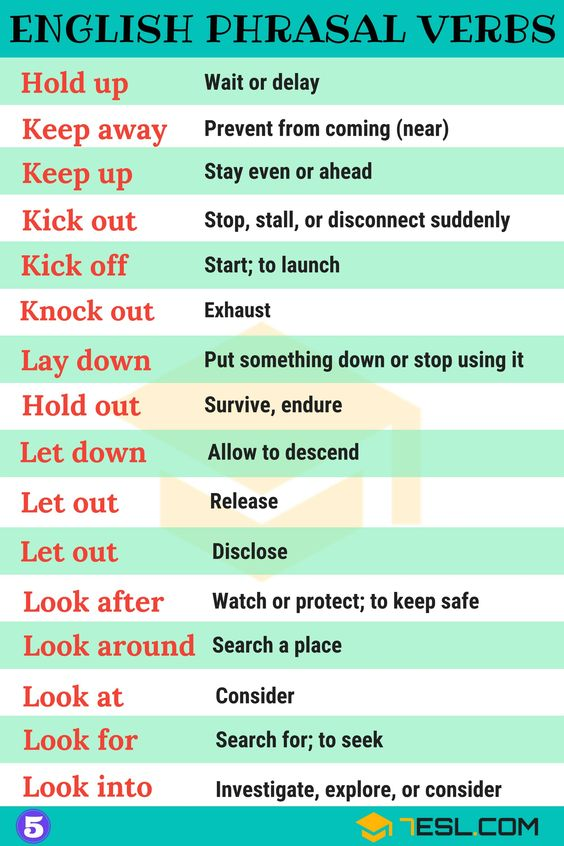 ENGLISH PHRASAL VERBS
Hold up Wait or delay
Keep away Prevent from coming (near)
Keep up Stay even or ahead
Kick out Stop, stall, or disconnect suddenly
Kick off Start; to launch
Knock out Exhaust
Lay down Put something down or stop using it
Hold out Survive, endure
Let down Allow to descend
Let out Release
Let out Disclose
Look after Watch or protect; to keep safe
Look around Search a place
Look at Consider
Look for Search for; to seek
Look into Investigate, explore, or consider
5 7ESL.COM